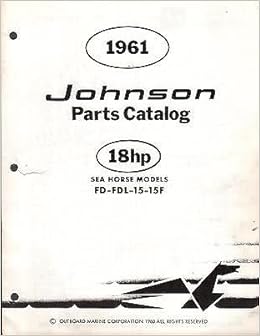 1961
Johnson
Parts Catalog
18hp
SEA HORSE MODELS
FD-FDL-15-15F
© OUTBOARD MARINE CORPORATION 1960 ALL RIGHTS RESERVED